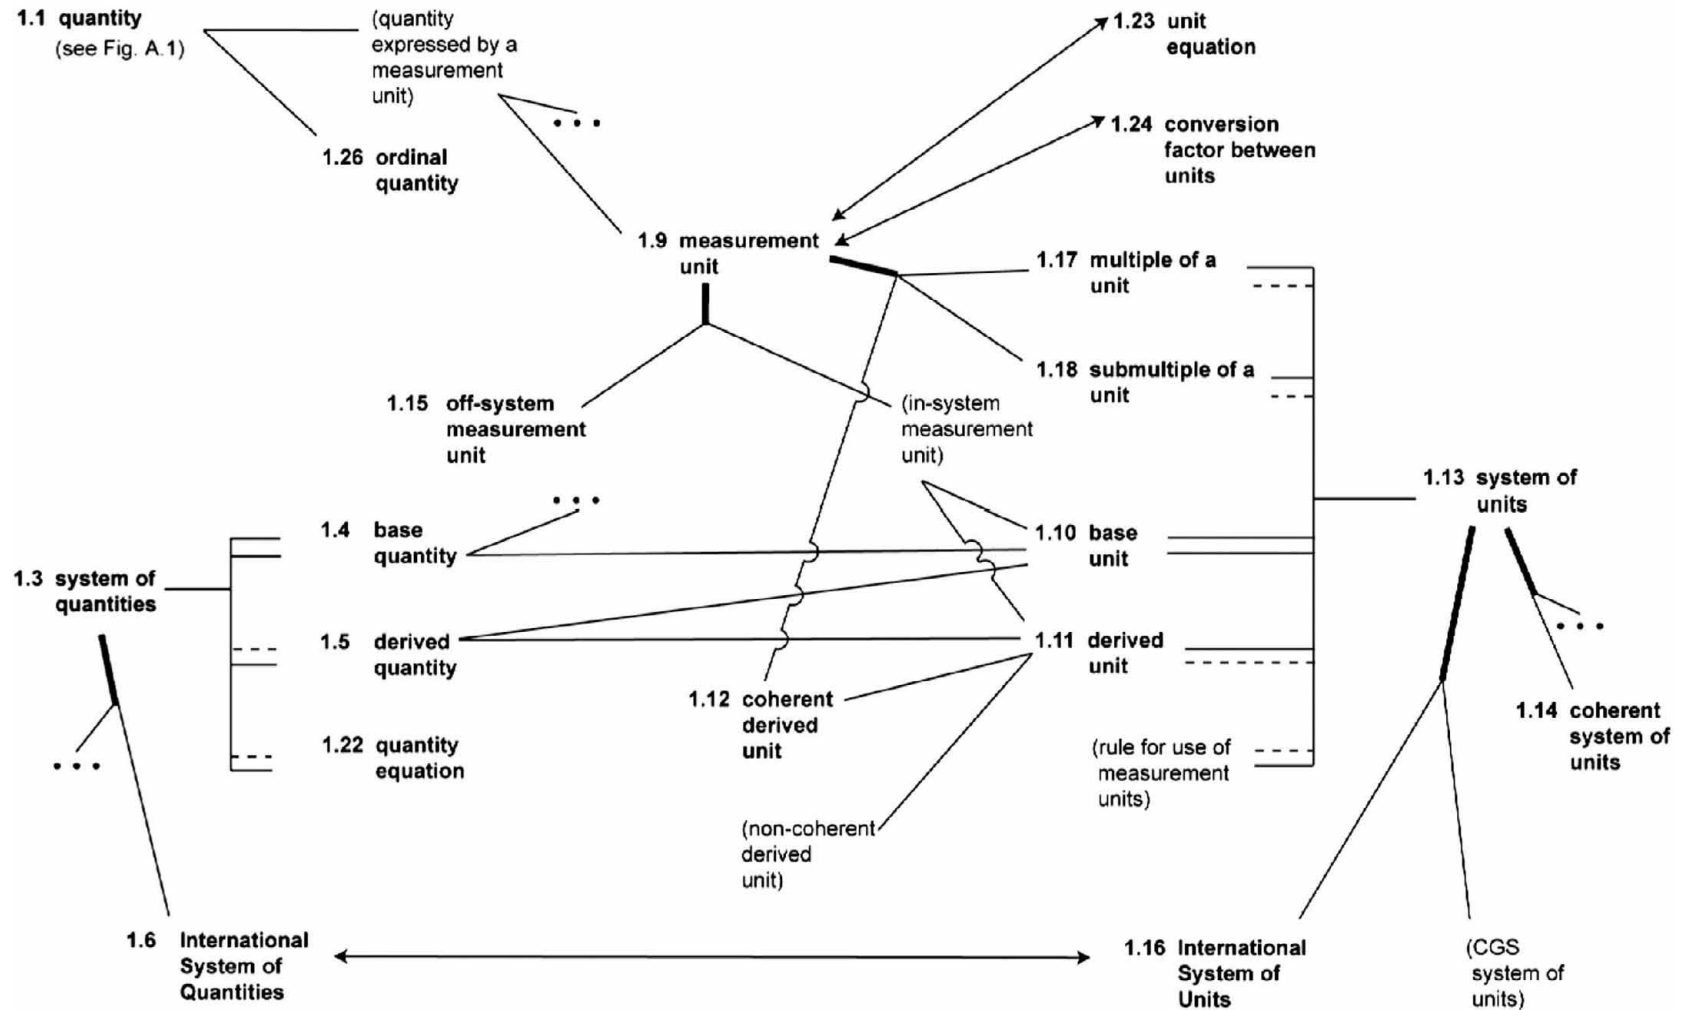 1.1 quantity
(see Fig. A.1)
(quantity
expressed by a
measurement
unit)
• • •
1.26 ordinal
quantity
1.23 unit
equation
1.24 conversion
factor between
units
1.9 measurement
unit
1.17 multiple of a
unit
1.18 submultiple of a
unit
1.15 off-system
measurement
unit
(in-system
measurement
unit)
• • •
1.13 system of
units
1.4 base
quantity
1.10 base
unit
1.3 system of
quantities
1.5 derived
quantity
1.11 derived
unit
• • •
1.12 coherent
derived
unit
1.14 coherent
system of
units
1.22 quantity
equation
(rule for use of
measurement
units)
• • •
(non-coherent
derived
unit)
1.6 International
System of
Quantities
1.16 International
System of
Units
(CGS
system of
units)